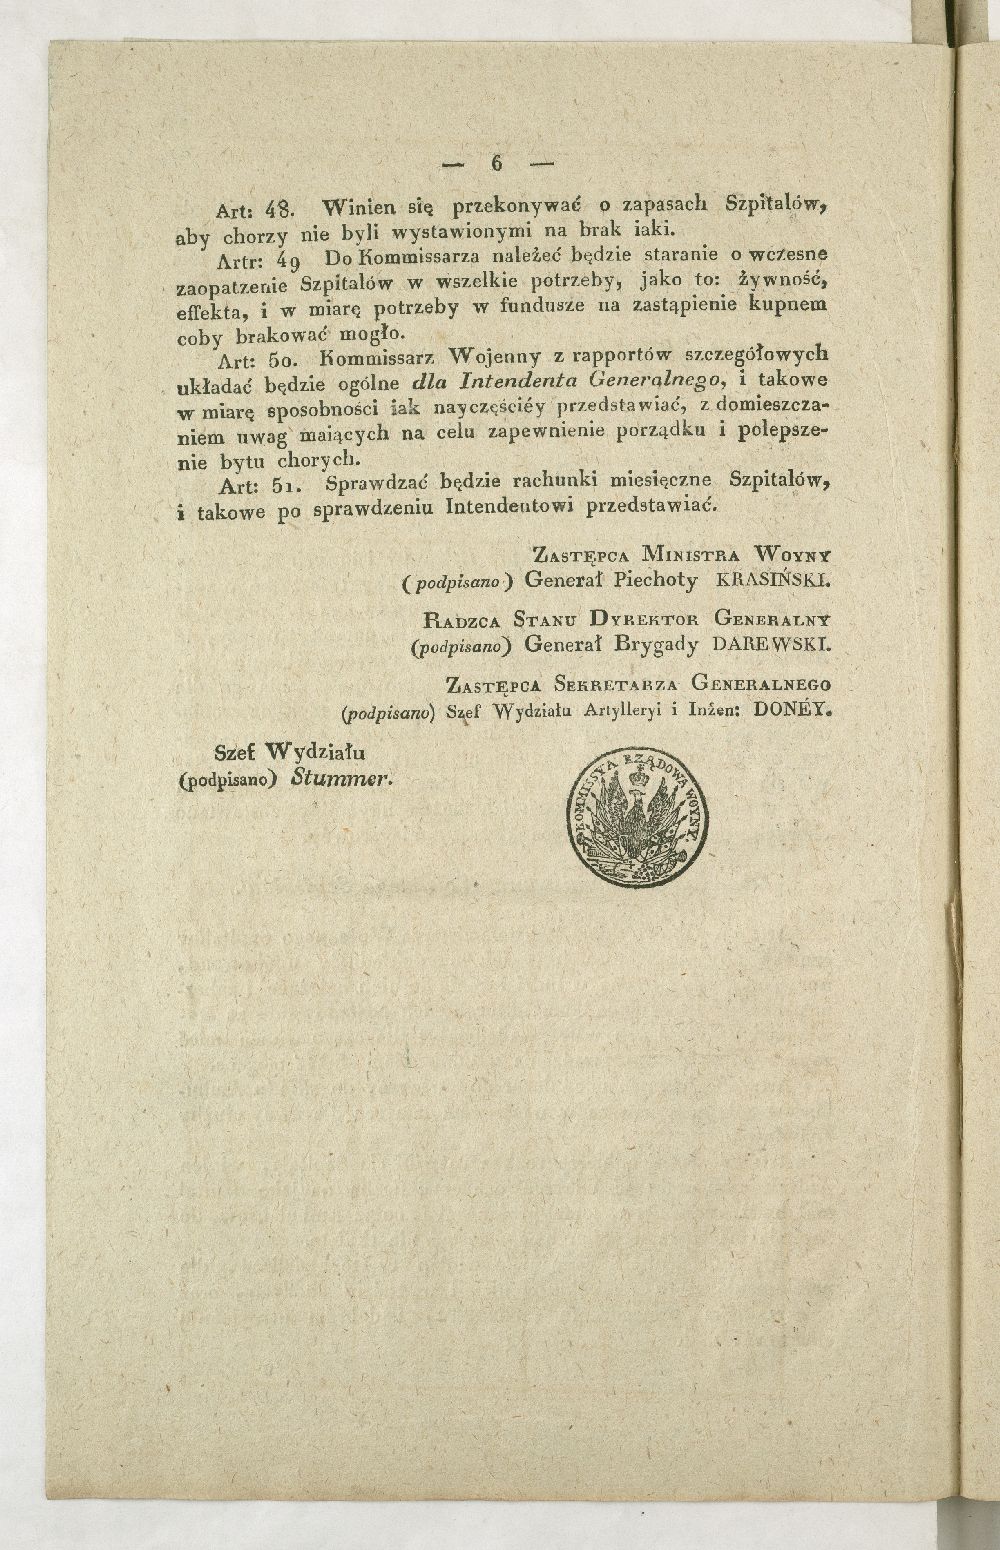 — 6 —
Art: 48. Winien się przekonywać o zapasach Szpitalów,
aby chorzy nie byli wystawionymi na brak iaki.
Artr: 49 Do Kommissarza należeć będzie staranie o wczesne
zaopatzenie Szpitalów w wszelkie potrzeby, jako to: żywność,
effekta, i w miarę potrzeby w fundusze na zastąpienie kupnem
coby brakować mogło.
Art: 50. Kommissarz Wojenny z rapportów szczegółowych
układać będzie ogólne dla Intendenta Generalnego, i takowe
w miarę sposobności iak nayczęściéy przedstawiać, z domieszcza-
niem uwag maiących na celu zapewnienie porządku i polepsze-
nie bytu chorych.
Art: 51. Sprawdzać będzie rachunki miesięczne Szpitalów,
i takowe po sprawdzeniu Intendentowi przedstawiać.
Zastępca Ministra Woyny
(podpisano) Generał Piechoty KRASIŃSKI.
Radzca Stanu Dyrektor Generalny
(podpisano) Generał Brygady DAREWSKI.
Zastępca Sekretarza Generalnego
(podpisano) Szef Wydziału Artylleryi i Inżen: DONÉY.
Szef Wydziału
(podpisano) Stummer.
KOMMISSYA RZĄDOWA WOYNY.